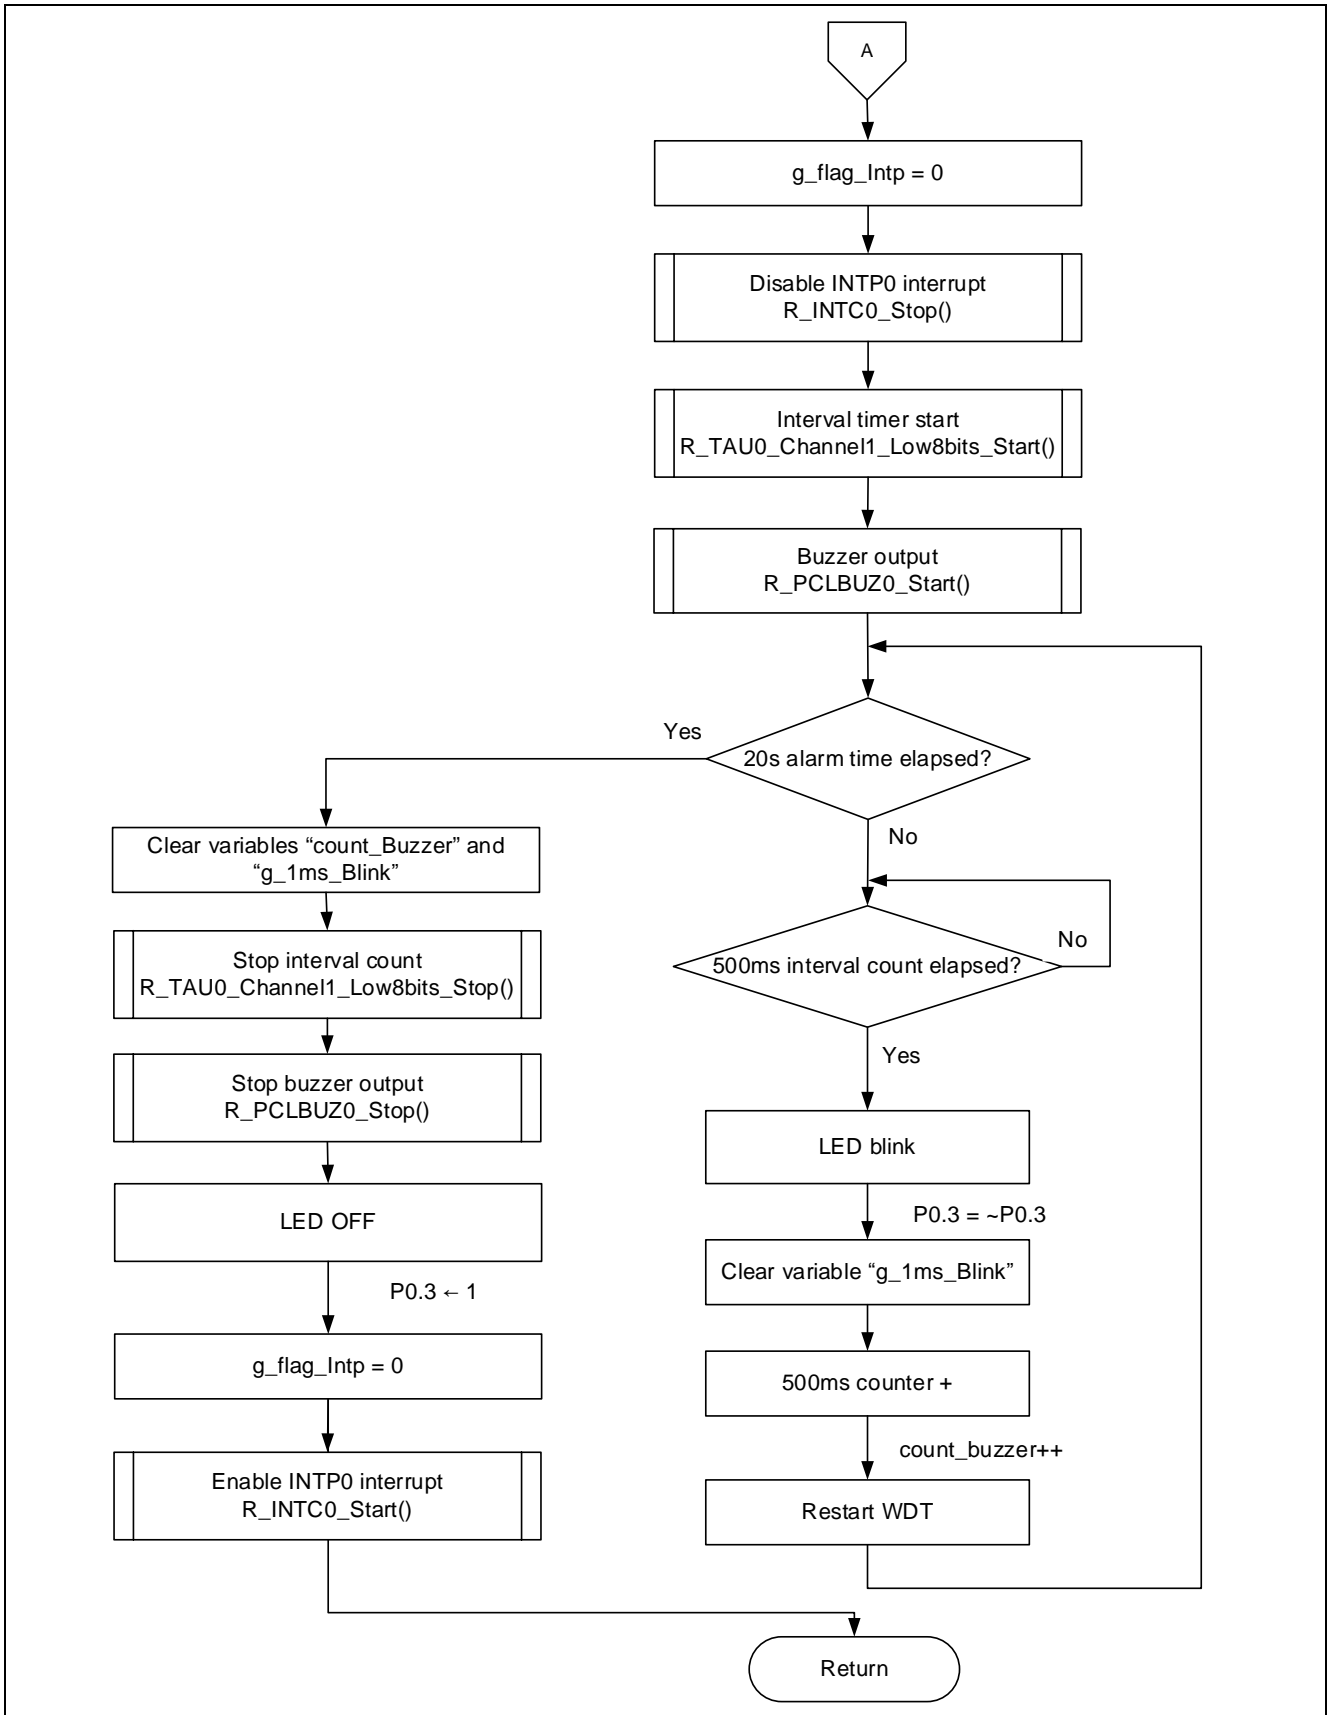 A
g_flag_Intp = 0
Disable INTP0 interrupt
R_INTC0_Stop()
Interval timer start
R_TAU0_Channel1_Low8bits_Start()
Buzzer output
R_PCLBUZ0_Start()
20s alarm time elapsed?
Yes
No
500ms interval count elapsed?
No
Yes
LED blink
P0.3 = ~P0.3
Clear variable “g_1ms_Blink”
500ms counter +
count_buzzer++
Restart WDT
Clear variables “count_Buzzer” and
“g_1ms_Blink”
Stop interval count
R_TAU0_Channel1_Low8bits_Stop()
Stop buzzer output
R_PCLBUZ0_Stop()
LED OFF
P0.3 ← 1
g_flag_Intp = 0
Enable INTP0 interrupt
R_INTC0_Start()
Return